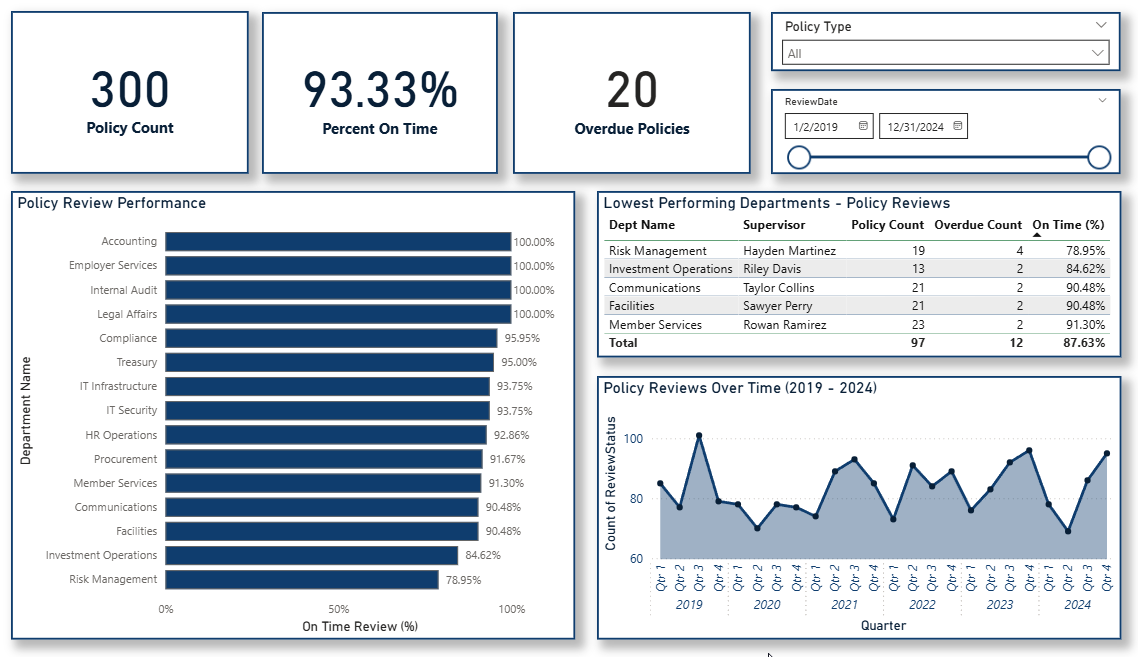 300
Policy Count
93.33%
Percent On Time
20
Overdue Policies
Policy Type
All
ReviewDate
1/2/2019 12/31/2024
Policy Review Performance
Department Name
Accounting 100.00%
Employer Services 100.00%
Internal Audit 100.00%
Legal Affairs 100.00%
Compliance 95.95%
Treasury 95.00%
IT Infrastructure 93.75%
IT Security 93.75%
HR Operations 92.86%
Procurement 91.67%
Member Services 91.30%
Communications 90.48%
Facilities 90.48%
Investment Operations 84.62%
Risk Management 78.95%
0% 50% 100%
On Time Review (%)
Lowest Performing Departments - Policy Reviews
Dept Name Supervisor Policy Count Overdue Count On Time (%)
Risk Management Hayden Martinez 19 4 78.95%
Investment Operations Riley Davis 13 2 84.62%
Communications Taylor Collins 21 2 90.48%
Facilities Sawyer Perry 21 2 90.48%
Member Services Rowan Ramirez 23 2 91.30%
Total 97 12 87.63%
Policy Reviews Over Time (2019 - 2024)
Count of ReviewStatus
100
80
60
Qtr 1 Qtr 2 Qtr 3 Qtr 4 Qtr 1 Qtr 2 Qtr 3 Qtr 4 Qtr 1 Qtr 2 Qtr 3 Qtr 4 Qtr 1 Qtr 2 Qtr 3 Qtr 4 Qtr 1 Qtr 2 Qtr 3 Qtr 4 Qtr 1 Qtr 2 Qtr 3 Qtr 4
2019 2020 2021 2022 2023 2024
Quarter